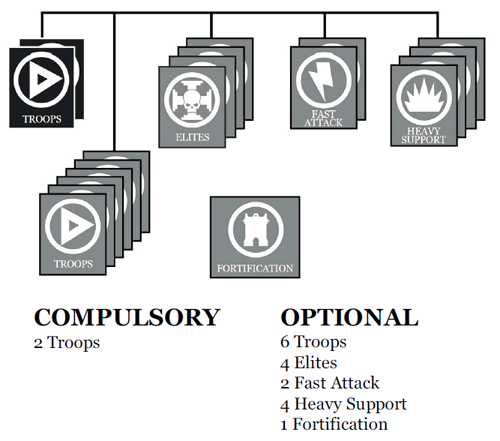 TROOPS
ELITES
FAST
ATTACK
HEAVY
SUPPORT
TROOPS
FORTIFICATION
COMPULSORY
2 Troops
OPTIONAL
6 Troops
4 Elites
2 Fast Attack
4 Heavy Support
1 Fortification